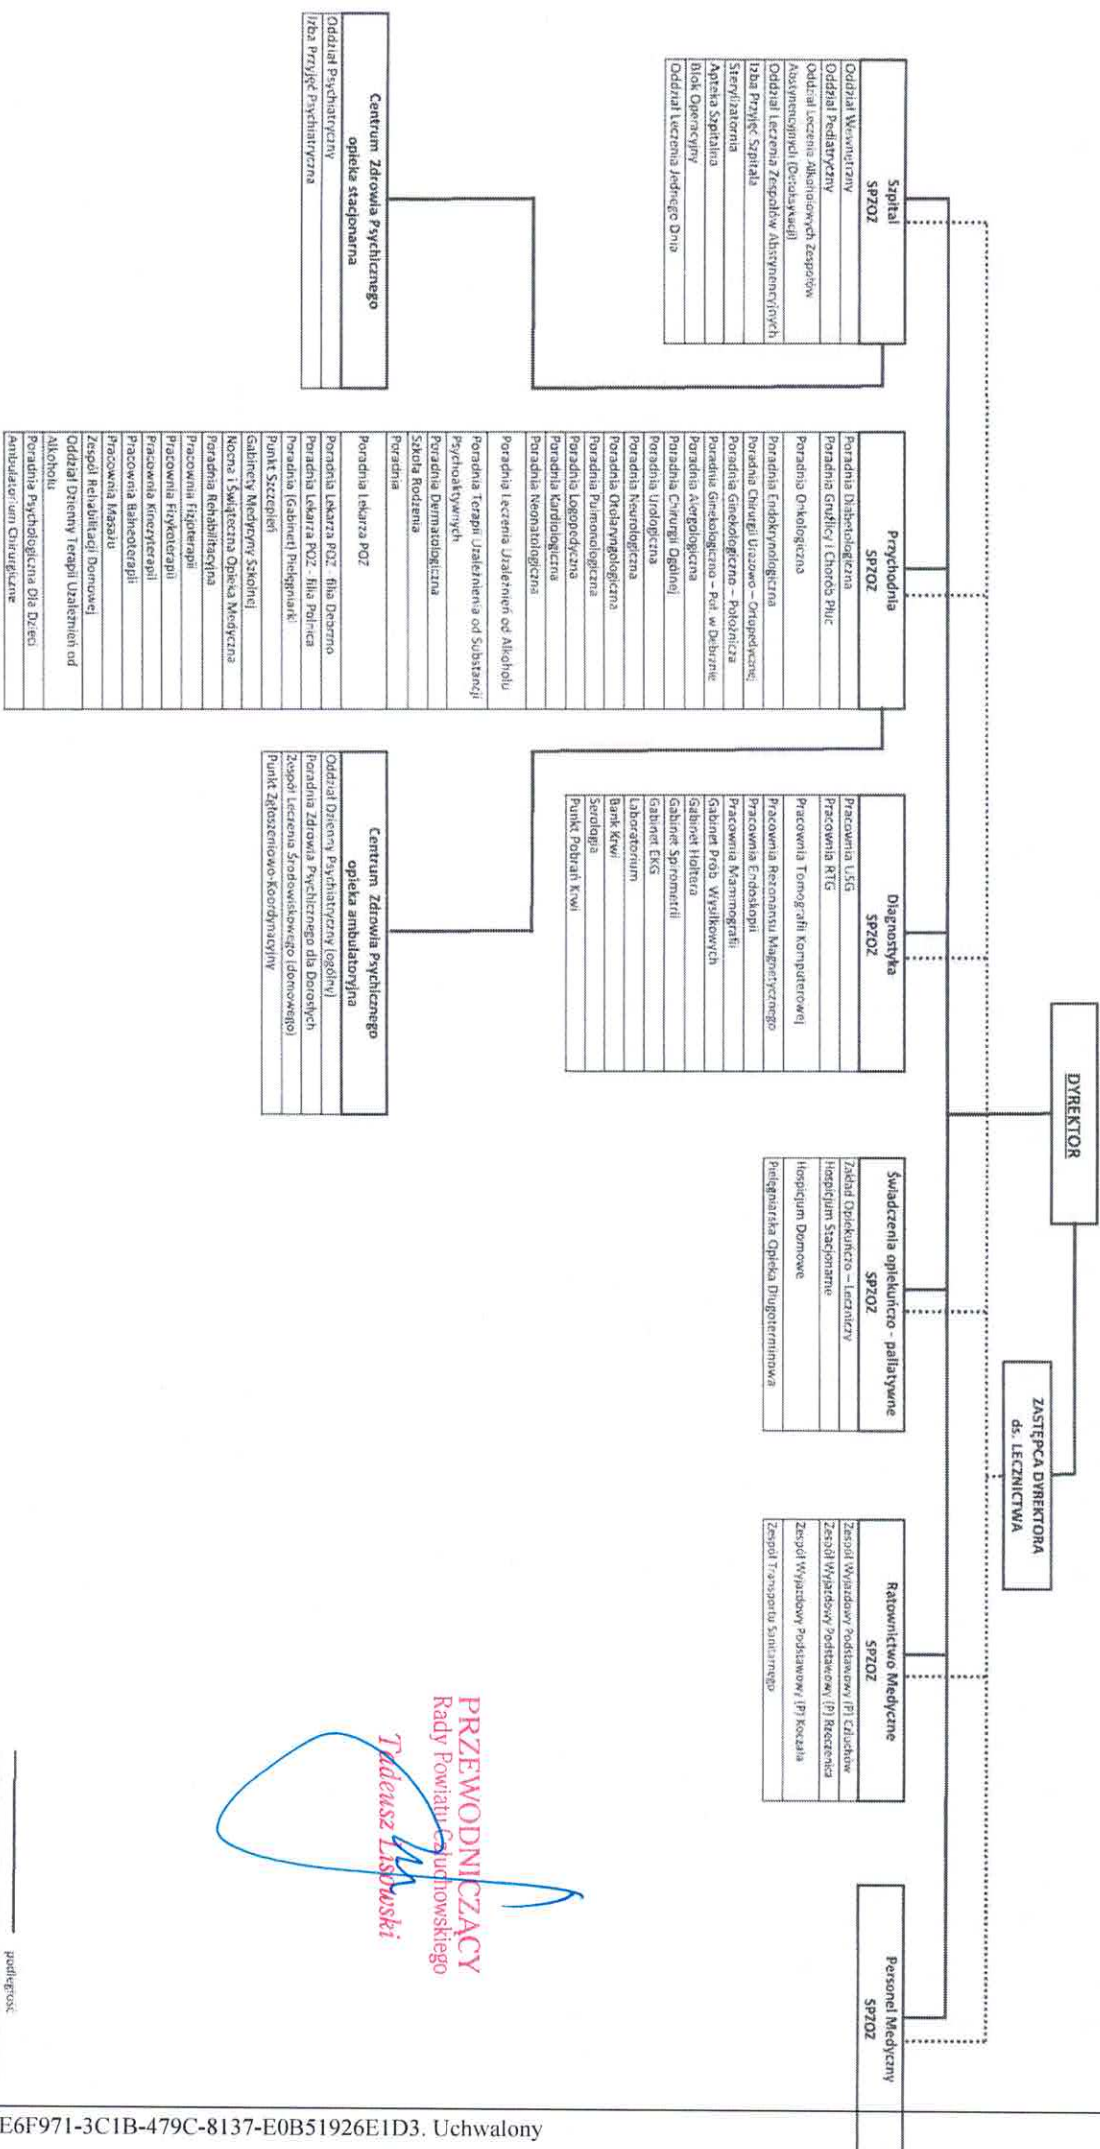 DYREKTOR
ZASTĘPCA DYREKTORA
ds. LECZNICTWA
Szpital
SPZOZ
Oddział Wewnętrzny
Oddział Pediatryczny
Oddział Leczenia Alkoholowych Zespołów
Abstynencyjnych (Detoksykacji)
Oddział Leczenia Zespołów Abstynencyjnych
Izba Przyjęć Szpitala
Sterylizatornia
Apteka Szpitalna
Blok Operacyjny
Oddział Leczenia Jednego Dnia
Centrum Zdrowia Psychicznego
opieka stacjonarna
Oddział Psychiatryczny
Izba Przyjęć Psychiatryczna
Przychodnia
SPZOZ
Poradnia Diabetologiczna
Poradnia Gruźlicy i Chorób Płuc
Poradnia Onkologiczna
Poradnia Endokrynologiczna
Poradnia Chirurgii Urazowo – Ortopedycznej
Poradnia Ginekologiczno – Położnicza
Poradnia Ginekologiczno – Poł. w Debrznie
Poradnia Alergologiczna
Poradnia Chirurgii Ogólnej
Poradnia Urologiczna
Poradnia Neurologiczna
Poradnia Otolaryngologiczna
Poradnia Pulmonologiczna
Poradnia Logopedyczna
Poradnia Kardiologiczna
Poradnia Neonatologiczna
Poradnia Leczenia Uzależnień od Alkoholu
Poradnia Terapii Uzależnienia od Substancji
Psychoaktywnych
Poradnia Dermatologiczna
Szkoła Rodzenia
Poradnia
Poradnia Lekarza POZ
Poradnia Lekarza POZ - filia Debrzno
Poradnia Lekarza POZ - filia Polnica
Poradnia (Gabinet) Pielęgniarki
Punkt Szczepień
Gabinety Medycyny Szkolnej
Nocna i Świąteczna Opieka Medyczna
Poradnia Rehabilitacyjna
Pracownia Fizjoterapii
Pracownia Fizykoterapii
Pracownia Kinezyterapii
Pracownia Balneoterapii
Pracownia Masażu
Zespół Rehabilitacji Domowej
Oddział Dzienny Terapii Uzależnień od
Alkoholu
Poradnia Psychologiczna Dla Dzieci
Ambulatorium Chirurgiczne
Centrum Zdrowia Psychicznego
opieka ambulatoryjna
Oddział Dzienny Psychiatryczny (ogólny)
Poradnia Zdrowia Psychicznego dla Dorosłych
Zespół Leczenia Środowiskowego (domowego)
Punkt Zgłoszeniowo-Koordynacyjny
Diagnostyka
SPZOZ
Pracownia USG
Pracownia RTG
Pracownia Tomografii Komputerowej
Pracownia Rezonansu Magnetycznego
Pracownia Endoskopii
Pracownia Mammografii
Gabinet Prób Wysiłkowych
Gabinet Holtera
Gabinet Spirometrii
Gabinet EKG
Laboratorium
Bank Krwi
Serologia
Punkt Pobrań Krwi
Świadczenia opiekuńczo - paliatywne
SPZOZ
Zakład Opiekuńczo – Leczniczy
Hospicjum Stacjonarne
Hospicjum Domowe
Pielęgniarska Opieka Długoterminowa
Ratownictwo Medyczne
SPZOZ
Zespół Wyjazdowy Podstawowy (P) Człuchów
Zespół Wyjazdowy Podstawowy (P) Rzeczenica
Zespół Wyjazdowy Podstawowy (P) Koczała
Zespół Transportu Sanitarnego
Personel Medyczny
SPZOZ
PRZEWODNICZĄCY
Rady Powiatu Człuchowskiego
Tadeusz Lisowski
podległość
E6F971-3C1B-479C-8137-E0B51926E1D3. Uchwalony